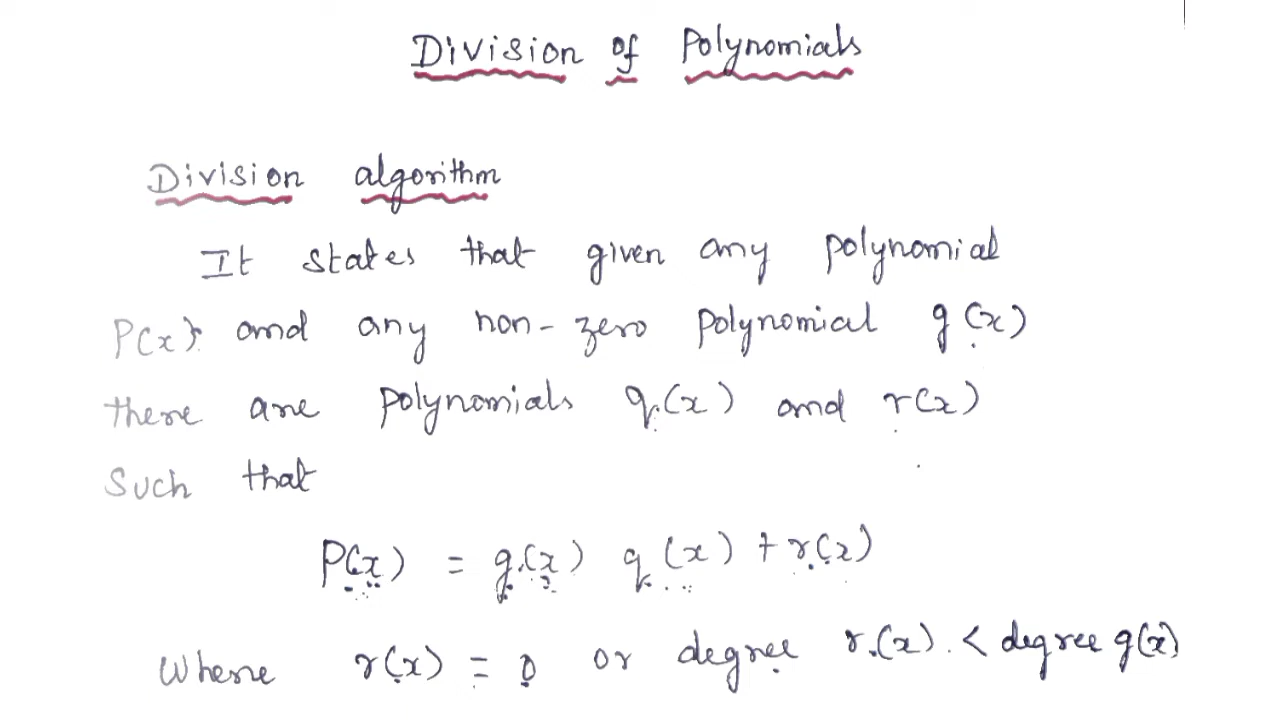 Division of Polynomials
Division algorithm
It states that given any polynomial
P(x) and any non-zero polynomial g(x)
there are polynomials q(x) and r(x)
Such that
P(x) = g(x) q(x) + r(x)
Where r(x) = 0 or degree r(x) < degree g(x)